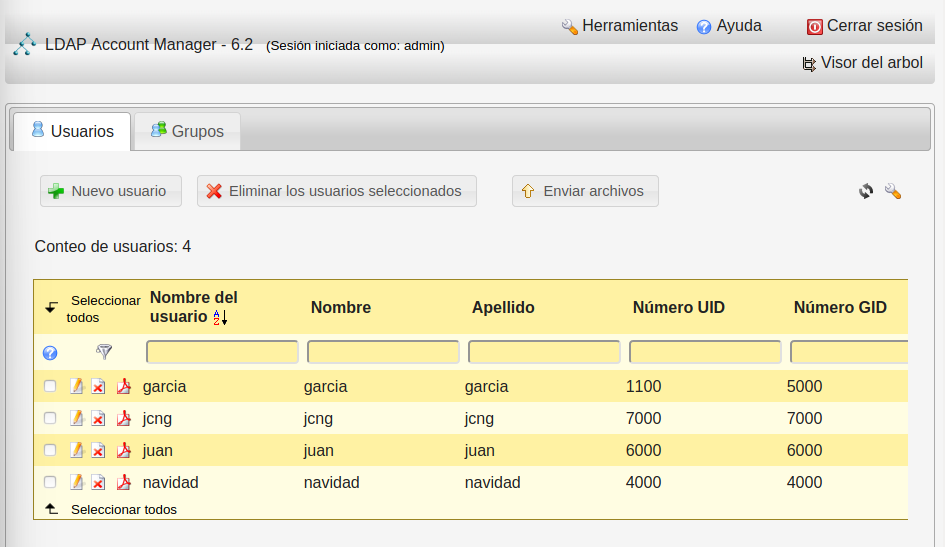 Herramientas Ayuda Cerrar sesión
LDAP Account Manager - 6.2 (Sesión iniciada como: admin)
Visor del arbol
Usuarios Grupos
Nuevo usuario Eliminar los usuarios seleccionados Enviar archivos
Conteo de usuarios: 4
Seleccionar todos Nombre del usuario Nombre Apellido Número UID Número GID
garcia garcia garcia 1100 5000
jcng jcng jcng 7000 7000
juan juan juan 6000 6000
navidad navidad navidad 4000 4000
Seleccionar todos